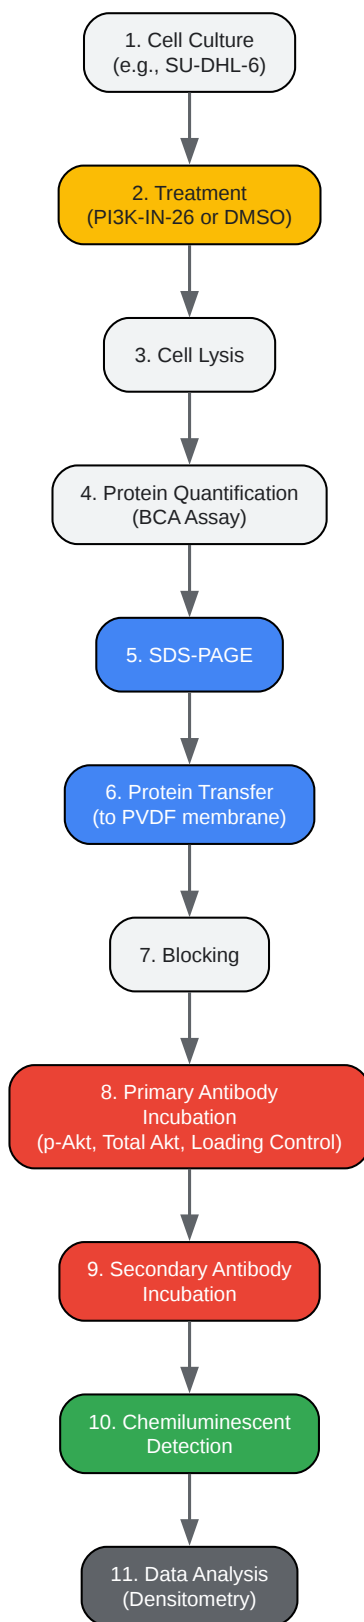 1. Cell Culture
(e.g., SU-DHL-6)
2. Treatment
(PI3K-IN-26 or DMSO)
3. Cell Lysis
4. Protein Quantification
(BCA Assay)
5. SDS-PAGE
6. Protein Transfer
(to PVDF membrane)
7. Blocking
8. Primary Antibody
Incubation
(p-Akt, Total Akt, Loading Control)
9. Secondary Antibody
Incubation
10. Chemiluminescent
Detection
11. Data Analysis
(Densitometry)